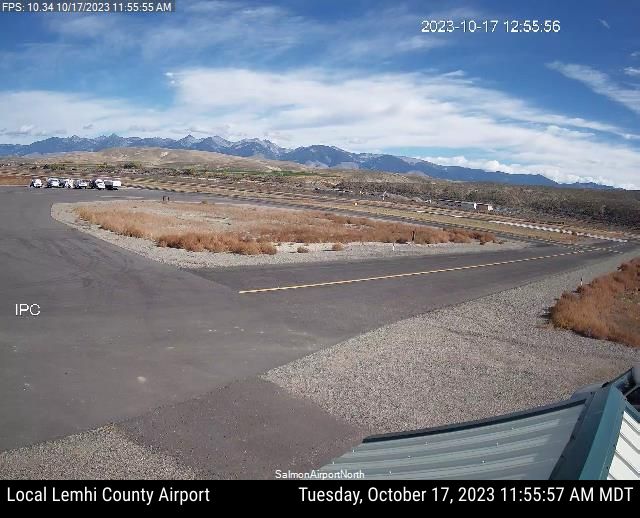 FPS: 10.34 10/17/2023 11:55:55 AM
2023-10-17 12:55:56
IPC
SalmonAirportNorth
Local Lemhi County Airport
Tuesday, October 17, 2023 11:55:57 AM MDT